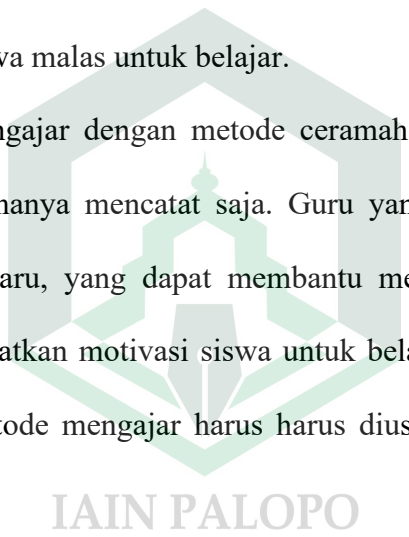 wa malas untuk belajar.
ngajar dengan metode ceramah
hanya mencatat saja. Guru yan
aru, yang dapat membantu me
atkan motivasi siswa untuk bela
tode mengajar harus harus dius
IAIN PALOPO